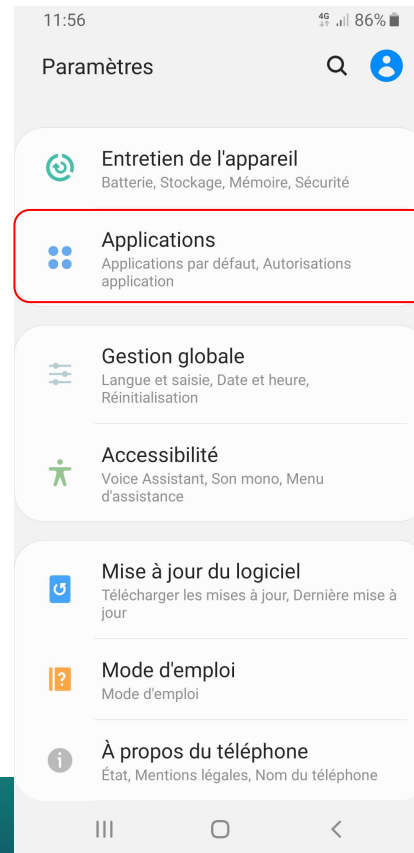 11:56
4G 86%
Paramètres
Entretien de l'appareil
Batterie, Stockage, Mémoire, Sécurité
Applications
Applications par défaut, Autorisations
application
Gestion globale
Langue et saisie, Date et heure,
Réinitialisation
Accessibilité
Voice Assistant, Son mono, Menu
d'assistance
Mise à jour du logiciel
Télécharger les mises à jour, Dernière mise à
jour
Mode d'emploi
Mode d'emploi
À propos du téléphone
État, Mentions légales, Nom du téléphone